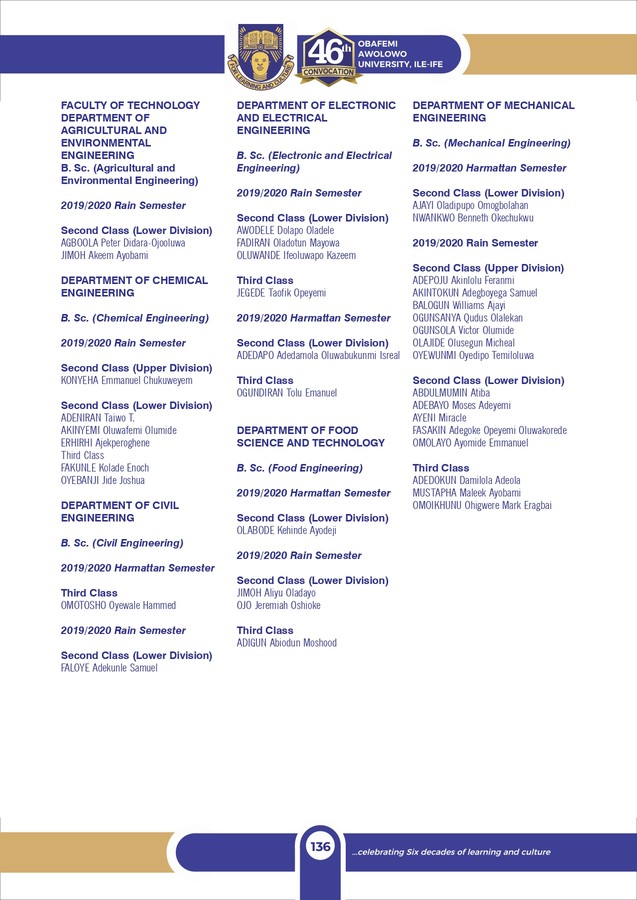 FOR LEARNING AND CULTURE
46th
CONVOCATION
OBAFEMI
AWOLOWO
UNIVERSITY, ILE-IFE
FACULTY OF TECHNOLOGY
DEPARTMENT OF
AGRICULTURAL AND
ENVIRONMENTAL
ENGINEERING
B. Sc. (Agricultural and
Environmental Engineering)
2019/2020 Rain Semester
Second Class (Lower Division)
AGBOOLA Peter Didara-Ojooluwa
JIMOH Akeem Ayobami
DEPARTMENT OF CHEMICAL
ENGINEERING
B. Sc. (Chemical Engineering)
2019/2020 Rain Semester
Second Class (Upper Division)
KONYEHA Emmanuel Chukuweyem
Second Class (Lower Division)
ADENIRAN Taiwo T.
AKINYEMI Oluwafemi Olumide
ERHIRHI Ajekperoghene
Third Class
FAKUNLE Kolade Enoch
OYEBANJI Jide Joshua
DEPARTMENT OF CIVIL
ENGINEERING
B. Sc. (Civil Engineering)
2019/2020 Harmattan Semester
Third Class
OMOTOSHO Oyewale Hammed
2019/2020 Rain Semester
Second Class (Lower Division)
FALOYE Adekunle Samuel
DEPARTMENT OF ELECTRONIC
AND ELECTRICAL
ENGINEERING
B. Sc. (Electronic and Electrical
Engineering)
2019/2020 Rain Semester
Second Class (Lower Division)
AWODELE Dolapo Oladele
FADIRAN Oladotun Mayowa
OLUWANDE Ifeoluwapo Kazeem
Third Class
JEGEDE Taofik Opeyemi
2019/2020 Harmattan Semester
Second Class (Lower Division)
ADEDAPO Adedamola Oluwabukunmi Isreal
Third Class
OGUNDIRAN Tolu Emanuel
DEPARTMENT OF FOOD
SCIENCE AND TECHNOLOGY
B. Sc. (Food Engineering)
2019/2020 Harmattan Semester
Second Class (Lower Division)
OLABODE Kehinde Ayodeji
2019/2020 Rain Semester
Second Class (Lower Division)
JIMOH Aliyu Oladayo
OJO Jeremiah Oshioke
Third Class
ADIGUN Abiodun Moshood
DEPARTMENT OF MECHANICAL
ENGINEERING
B. Sc. (Mechanical Engineering)
2019/2020 Harmattan Semester
Second Class (Lower Division)
AJAYI Oladipupo Omogbolahan
NWANKWO Benneth Okechukwu
2019/2020 Rain Semester
Second Class (Upper Division)
ADEPOJU Akinlolu Feranmi
AKINTOKUN Adegboyega Samuel
BALOGUN Williams Ajayi
OGUNSANYA Qudus Olalekan
OGUNSOLA Victor Olumide
OLAJIDE Olusegun Micheal
OYEWUNMI Oyedipo Temiloluwa
Second Class (Lower Division)
ABDULMUMIN Atiba
ADEBAYO Moses Adeyemi
AYENI Miracle
FASAKIN Adegoke Opeyemi Oluwakorede
OMOLAYO Ayomide Emmanuel
Third Class
ADEDOKUN Damilola Adeola
MUSTAPHA Maleek Ayobami
OMOIKHUNU Ohigwere Mark Eragbai
136
...celebrating Six decades of learning and culture